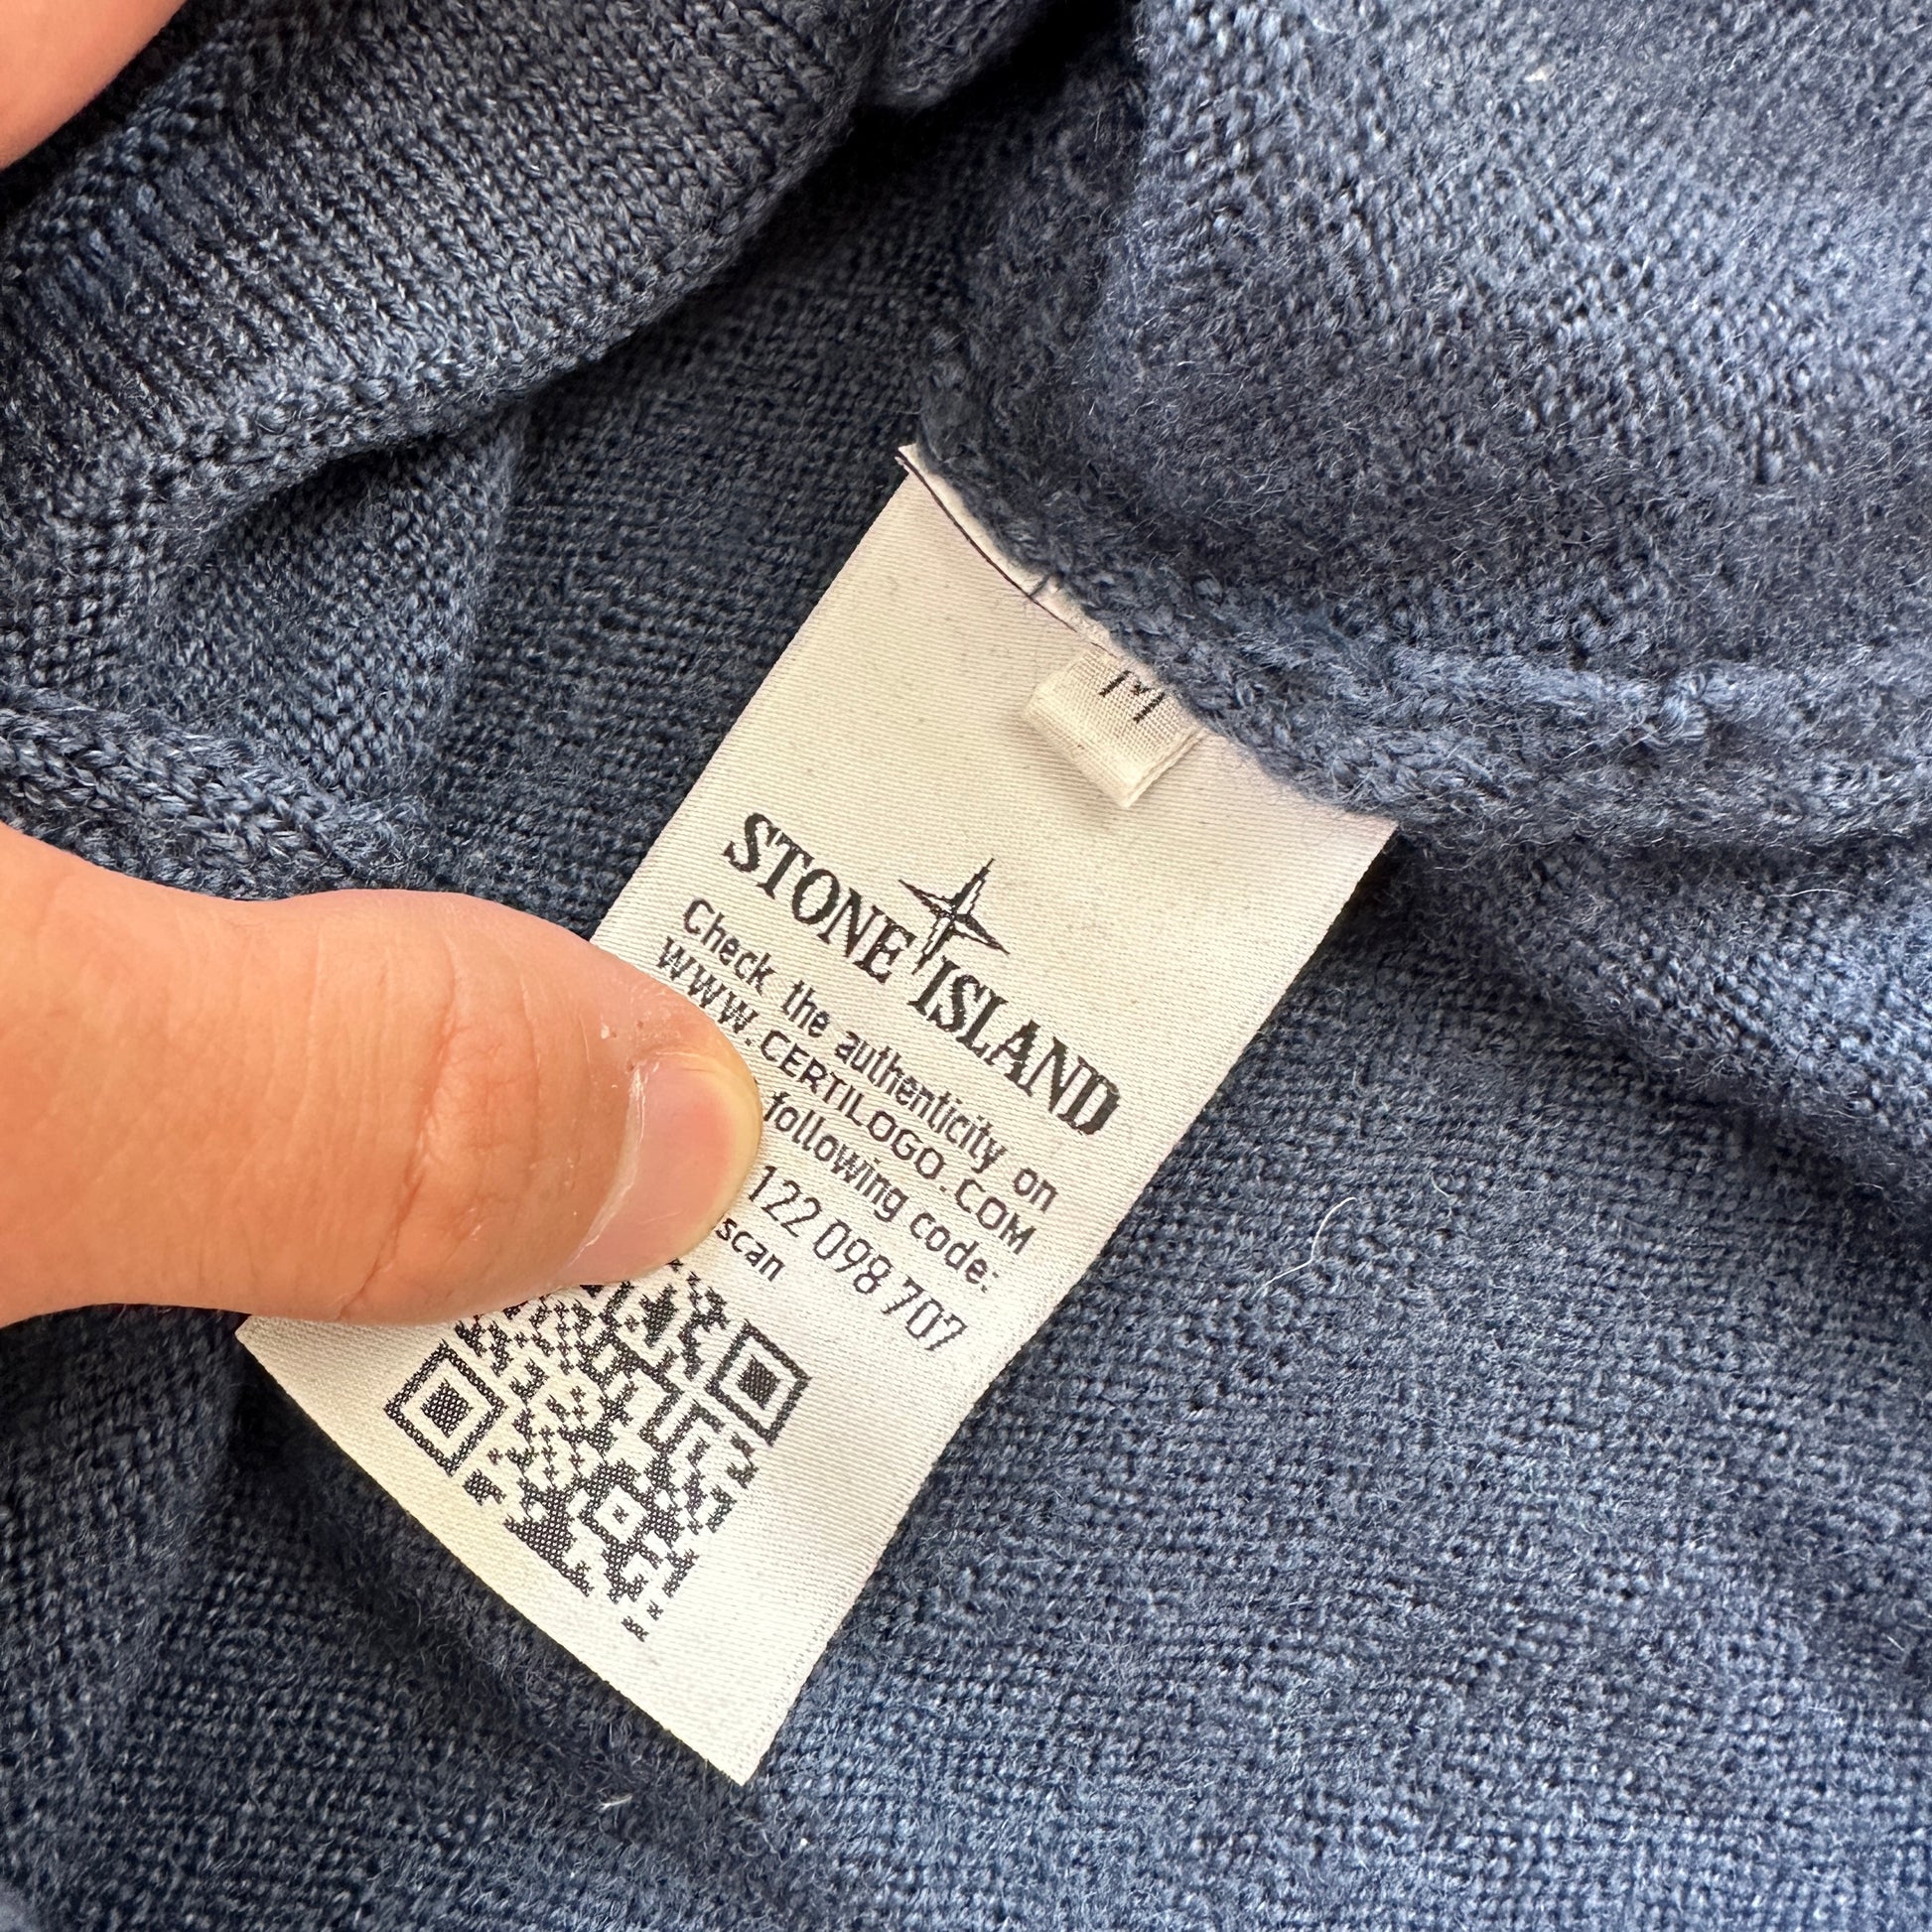 M
STONE ISLAND
Check the authenticity on
WWW.CERTILOGO.COM
following code:
122 098 707
scan